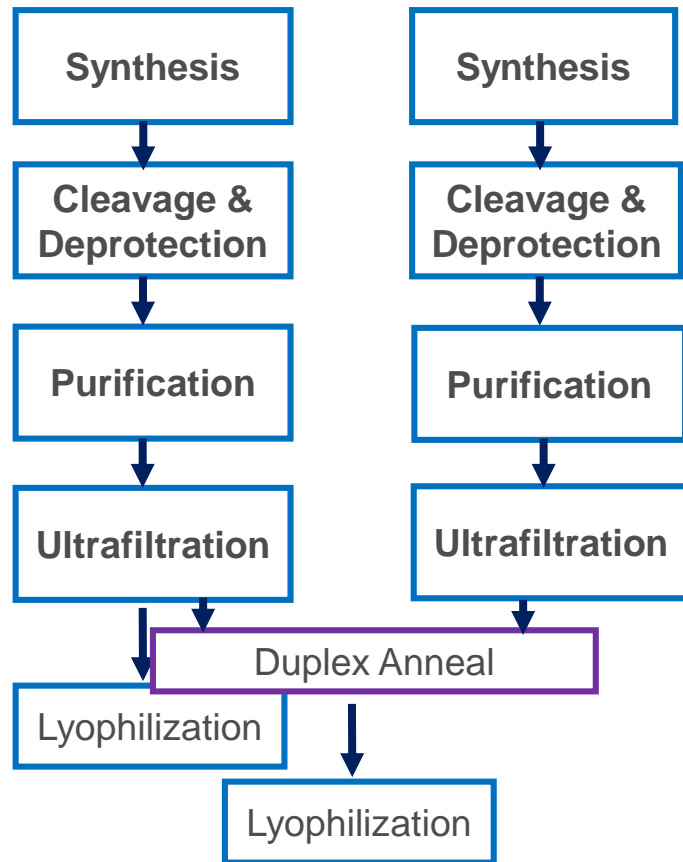 Synthesis
Synthesis
Cleavage &
Deprotection
Cleavage &
Deprotection
Purification
Purification
Ultrafiltration
Ultrafiltration
Duplex Anneal
Lyophilization
Lyophilization